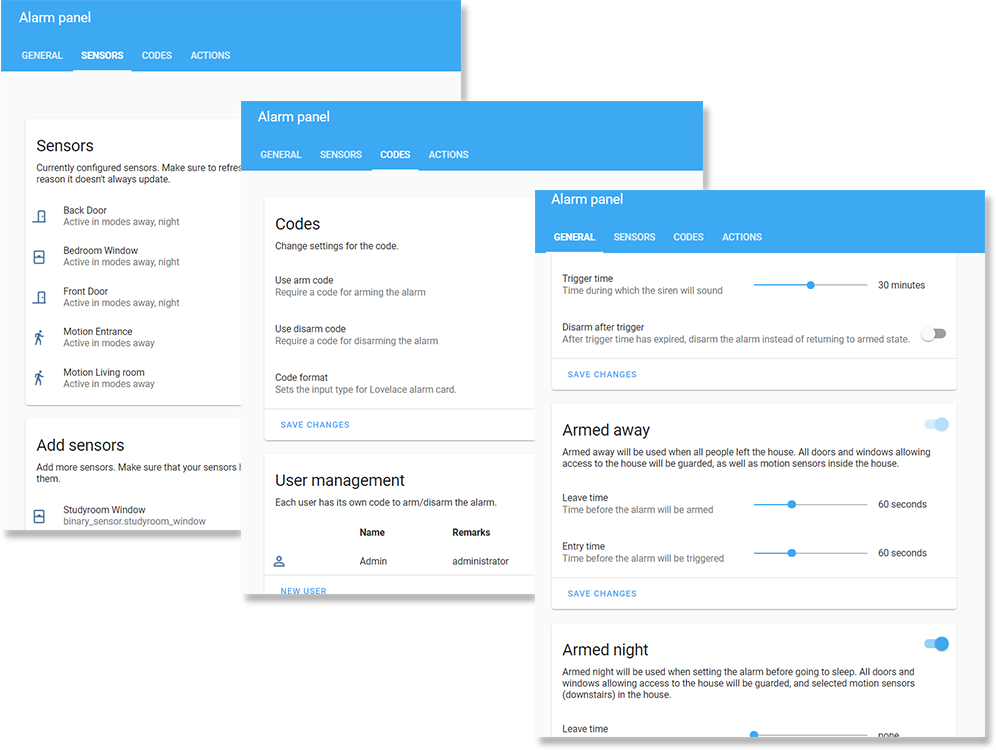 Alarm panel
GENERAL SENSORS CODES ACTIONS
Sensors
Currently configured sensors. Make sure to refres
reason it doesn't always update.
Back Door
Active in modes away, night
Bedroom Window
Active in modes away, night
Front Door
Active in modes away, night
Motion Entrance
Active in modes away
Motion Living room
Active in modes away
Add sensors
Add more sensors. Make sure that your sensors
them.
Studyroom Window
binary_sensor.studyroom_window
Alarm panel
GENERAL SENSORS CODES ACTIONS
Codes
Change settings for the code.
Use arm code
Require a code for arming the alarm
Use disarm code
Require a code for disarming the alarm
Code format
Sets the input type for Lovelace alarm card.
SAVE CHANGES
User management
Each user has its own code to arm/disarm the alarm.
Name Remarks
Admin administrator
NEW USER
Alarm panel
GENERAL SENSORS CODES ACTIONS
Trigger time
Time during which the siren will sound
30 minutes
Disarm after trigger
After trigger time has expired, disarm the alarm instead of returning to armed state.
SAVE CHANGES
Armed away
Armed away will be used when all people left the house. All doors and windows allowing
access to the house will be guarded, as well as motion sensors inside the house.
Leave time
Time before the alarm will be armed
60 seconds
Entry time
Time before the alarm will be triggered
60 seconds
SAVE CHANGES
Armed night
Armed night will be used when setting the alarm before going to sleep. All doors and
windows allowing access to the house will be guarded, and selected motion sensors
(downstairs) in the house.
Leave time
none